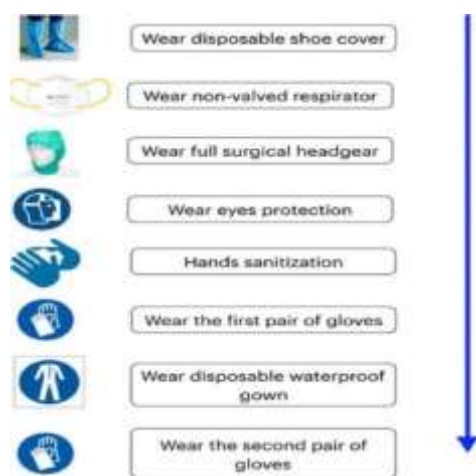 Wear disposable shoe cover
Wear non-valved respirator
Wear full surgical headgear
Wear eyes protection
Hands sanitization
Wear the first pair of gloves
Wear disposable waterproof
gown
Wear the second pair of
gloves